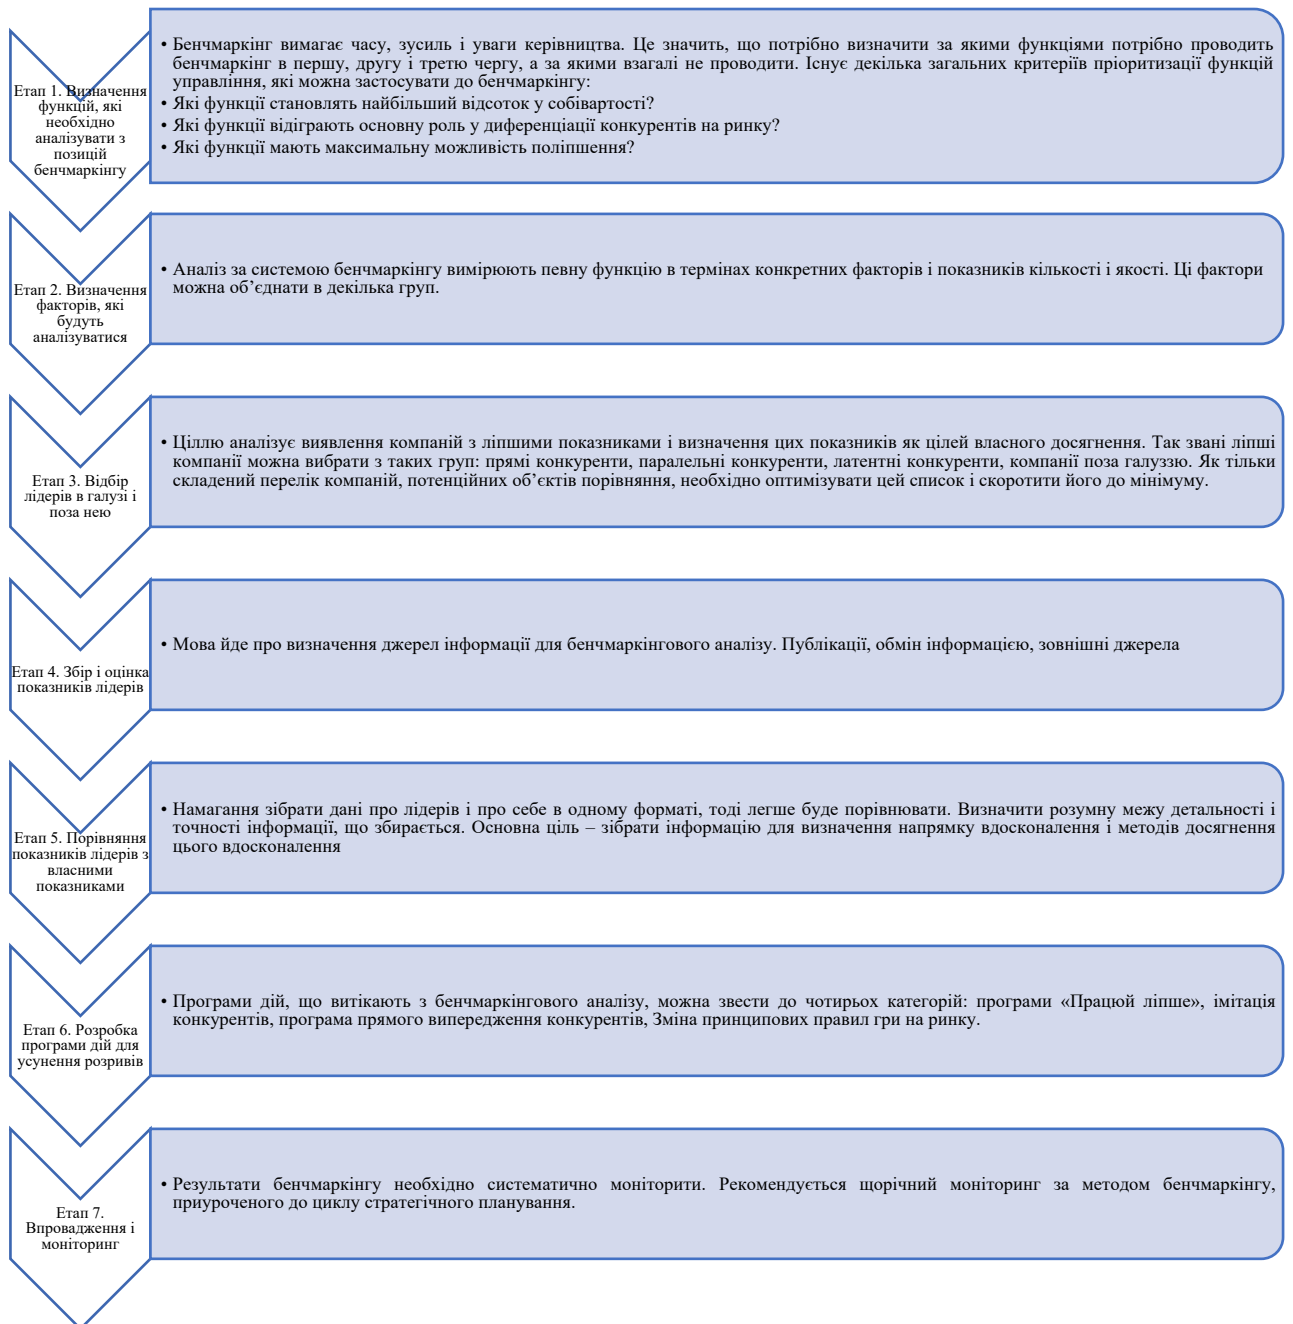 Етап 1. Визначення
функцій, які
необхідно
аналізувати з
позицій
бенчмаркінгу
• Бенчмаркінг вимагає часу, зусиль і уваги керівництва. Це значить, що потрібно визначити за якими функціями потрібно проводить
бенчмаркінг в першу, другу і третю чергу, а за якими взагалі не проводити. Існує декілька загальних критеріїв пріоритизації функцій
управління, які можна застосувати до бенчмаркінгу:
• Які функції становлять найбільший відсоток у собівартості?
• Які функції відіграють основну роль у диференціації конкурентів на ринку?
• Які функції мають максимальну можливість поліпшення?
Етап 2. Визначення
факторів, які
будуть
аналізуватися
• Аналіз за системою бенчмаркінгу вимірюють певну функцію в термінах конкретних факторів і показників кількості і якості. Ці фактори
можна об’єднати в декілька груп.
Етап 3. Відбір
лідерів в галузі і
поза нею
• Ціллю аналізує виявлення компаній з ліпшими показниками і визначення цих показників як цілей власного досягнення. Так звані ліпші
компанії можна вибрати з таких груп: прямі конкуренти, паралельні конкуренти, латентні конкуренти, компанії поза галуззю. Як тільки
складений перелік компаній, потенційних об’єктів порівняння, необхідно оптимізувати цей список і скоротити його до мінімуму.
Етап 4. Збір і оцінка
показників лідерів
• Мова йде про визначення джерел інформації для бенчмаркінгового аналізу. Публікації, обмін інформацією, зовнішні джерела
Етап 5. Порівняння
показників лідерів з
власними
показниками
• Намагання зібрати дані про лідерів і про себе в одному форматі, тоді легше буде порівнювати. Визначити розумну межу детальності і
точності інформації, що збирається. Основна ціль – зібрати інформацію для визначення напрямку вдосконалення і методів досягнення
цього вдосконалення
Етап 6. Розробка
програми дій для
усунення розривів
• Програми дій, що витікають з бенчмаркінгового аналізу, можна звести до чотирьох категорій: програми «Працюй ліпше», імітація
конкурентів, програма прямого випередження конкурентів, Зміна принципових правил гри на ринку.
Етап 7.
Впровадження і
моніторинг
• Результати бенчмаркінгу необхідно систематично моніторити. Рекомендується щорічний моніторинг за методом бенчмаркінгу,
приуроченого до циклу стратегічного планування.